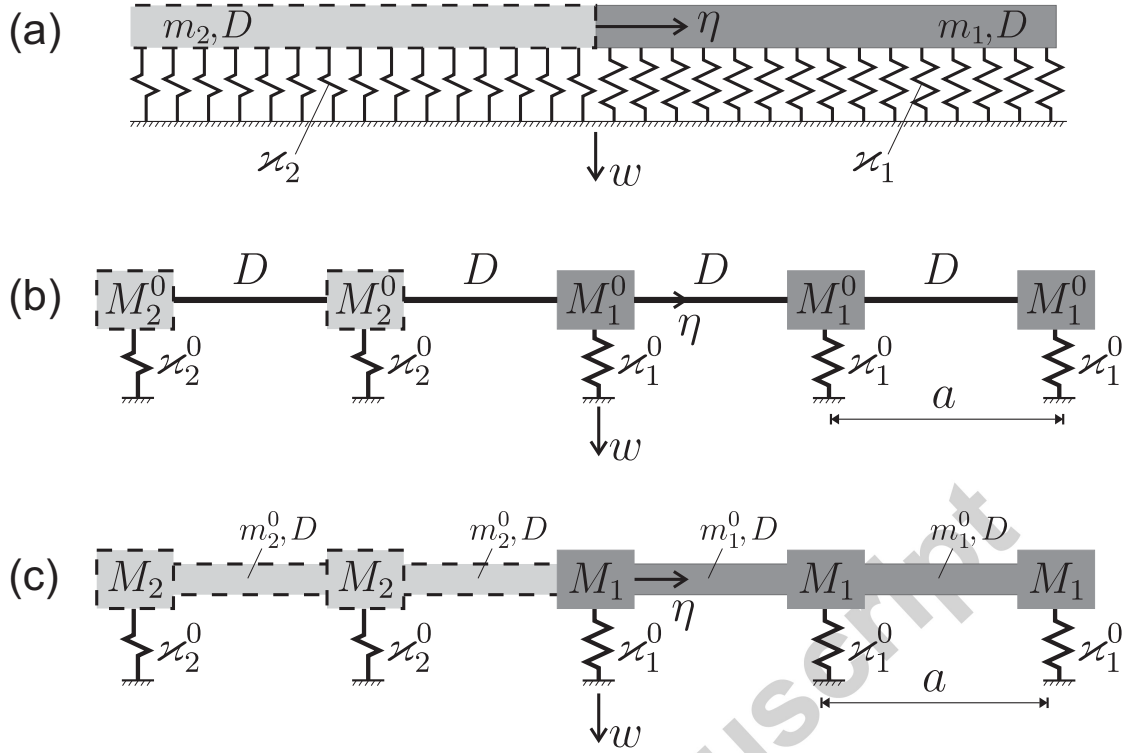 (a)
m₂, D
η
m₁, D
ϰ₂
w
ϰ₁
(b)
D D D D
M₂⁰ M₂⁰ M₁⁰ M₁⁰ M₁⁰
η
ϰ₂⁰ ϰ₂⁰ ϰ₁⁰ ϰ₁⁰ ϰ₁⁰
a
w
(c)
m₂⁰, D m₂⁰, D m₁⁰, D m₁⁰, D
M₂ M₂ M₁ M₁ M₁
η
ϰ₂⁰ ϰ₂⁰ ϰ₁⁰ ϰ₁⁰ ϰ₁⁰
a
w
uscript